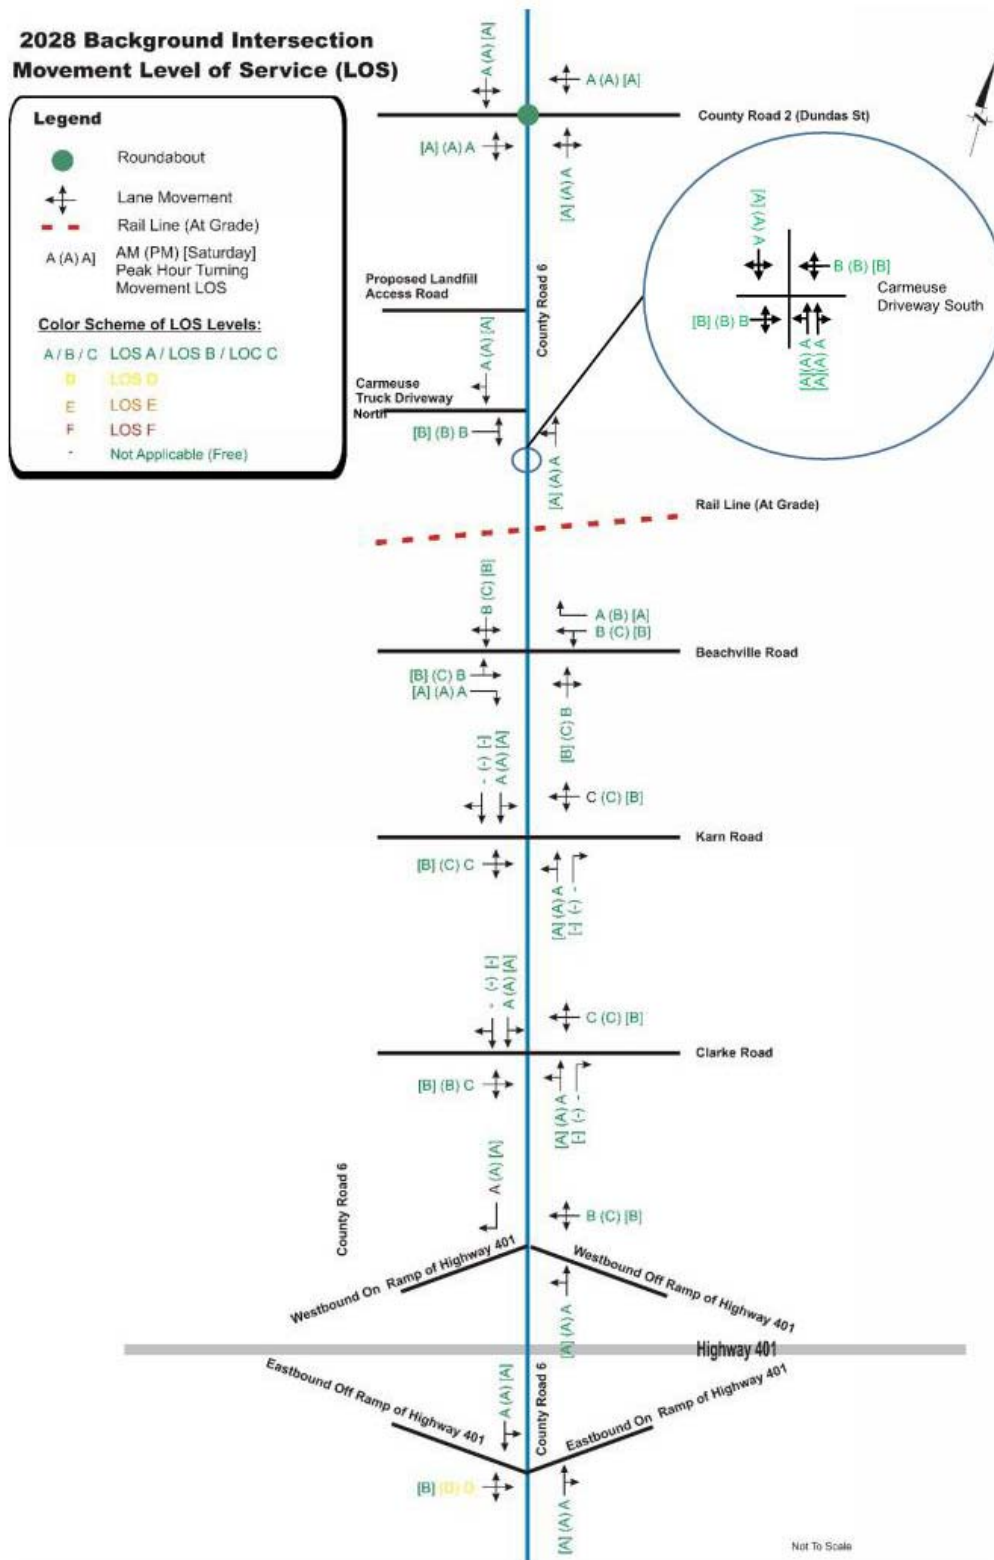 2028 Background Intersection
Movement Level of Service (LOS)
Legend
Roundabout
Lane Movement
Rail Line (At Grade)
A (A) A]
AM (PM) [Saturday]
Peak Hour Turning
Movement LOS
Color Scheme of LOS Levels:
A / B / C LOS A / LOS B / LOC C
D LOS D
E LOS E
F LOS F
- Not Applicable (Free)
A (A) [A]
A (A) [A]
County Road 2 (Dundas St)
[A] (A) A
[A] (A) A
N
[A] (A) A
B (B) [B]
Carmeuse
Driveway South
[B] (B) B
[A](A) A
[A](A) A
Proposed Landfill
Access Road
County Road 6
A (A) [A]
Carmeuse
Truck Driveway
North
[B] (B) B
[A] (A) A
Rail Line (At Grade)
B (C) [B]
A (B) [A]
B (C) [B]
Beachville Road
[B] (C) B
[A] (A) A
[B] (C) B
- (-) [-]
A (A) [A]
C (C) [B]
Karn Road
[B] (C) C
[A] (A) A
[-] (-) -
- (-) [-]
A (A) [A]
C (C) [B]
Clarke Road
[B] (B) C
[A] (A) A
[-] (-) -
A (A) [A]
County Road 6
B (C) [B]
Westbound On Ramp of Highway 401
Westbound Off Ramp of Highway 401
[A] (A) A
Highway 401
Eastbound Off Ramp of Highway 401
A (A) [A]
County Road 6
Eastbound On Ramp of Highway 401
[B] (D) D
[A] (A) A
Not To Scale